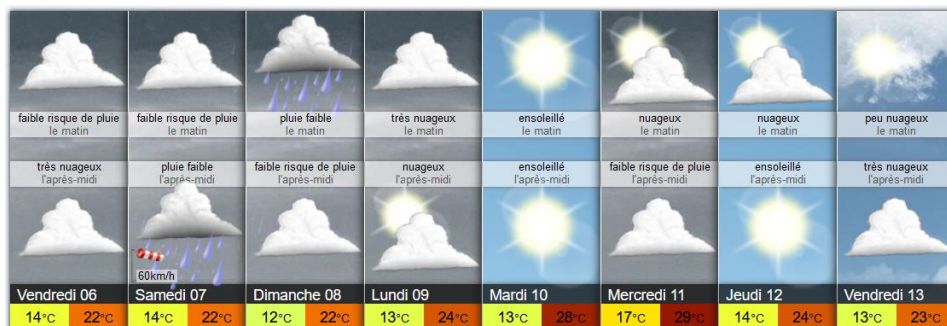 faible risque de pluie
le matin
très nuageux
l'après-midi
Vendredi 06
14°C 22°C
faible risque de pluie
le matin
pluie faible
l'après-midi
60km/h
Samedi 07
14°C 22°C
pluie faible
le matin
faible risque de pluie
l'après-midi
Dimanche 08
12°C 22°C
très nuageux
le matin
nuageux
l'après-midi
Lundi 09
13°C 24°C
ensoleillé
le matin
ensoleillé
l'après-midi
Mardi 10
13°C 28°C
nuageux
le matin
faible risque de pluie
l'après-midi
Mercredi 11
17°C 29°C
nuageux
le matin
ensoleillé
l'après-midi
Jeudi 12
14°C 24°C
peu nuageux
le matin
très nuageux
l'après-midi
Vendredi 13
13°C 23°C